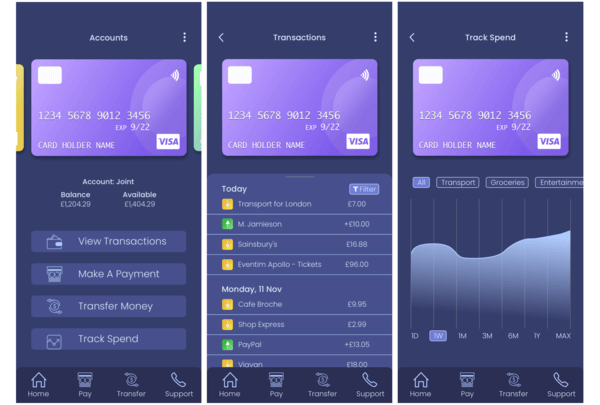 Accounts
1234 5678 9012 3456
EXP 9/22
CARD HOLDER NAME
VISA
Account: Joint
Balance Available
£1,204.29 £1,404.29
View Transactions
Make A Payment
Transfer Money
Track Spend
Home Pay Transfer Support
Transactions
1234 5678 9012 3456
EXP 9/22
CARD HOLDER NAME
VISA
Today Filter
Transport for London £7.00
M. Jamieson +£10.00
Sainsbury's £16.88
Eventim Apollo - Tickets £96.00
Monday, 11 Nov
Cafe Broche £9.95
Shop Express £2.99
PayPal +£13.05
£18.00
Home Pay Transfer Support
Track Spend
1234 5678 9012 3456
EXP 9/22
CARD HOLDER NAME
VISA
All Transport Groceries Entertainme
1D 1W 1M 3M 6M 1Y MAX
Home Pay Transfer Support